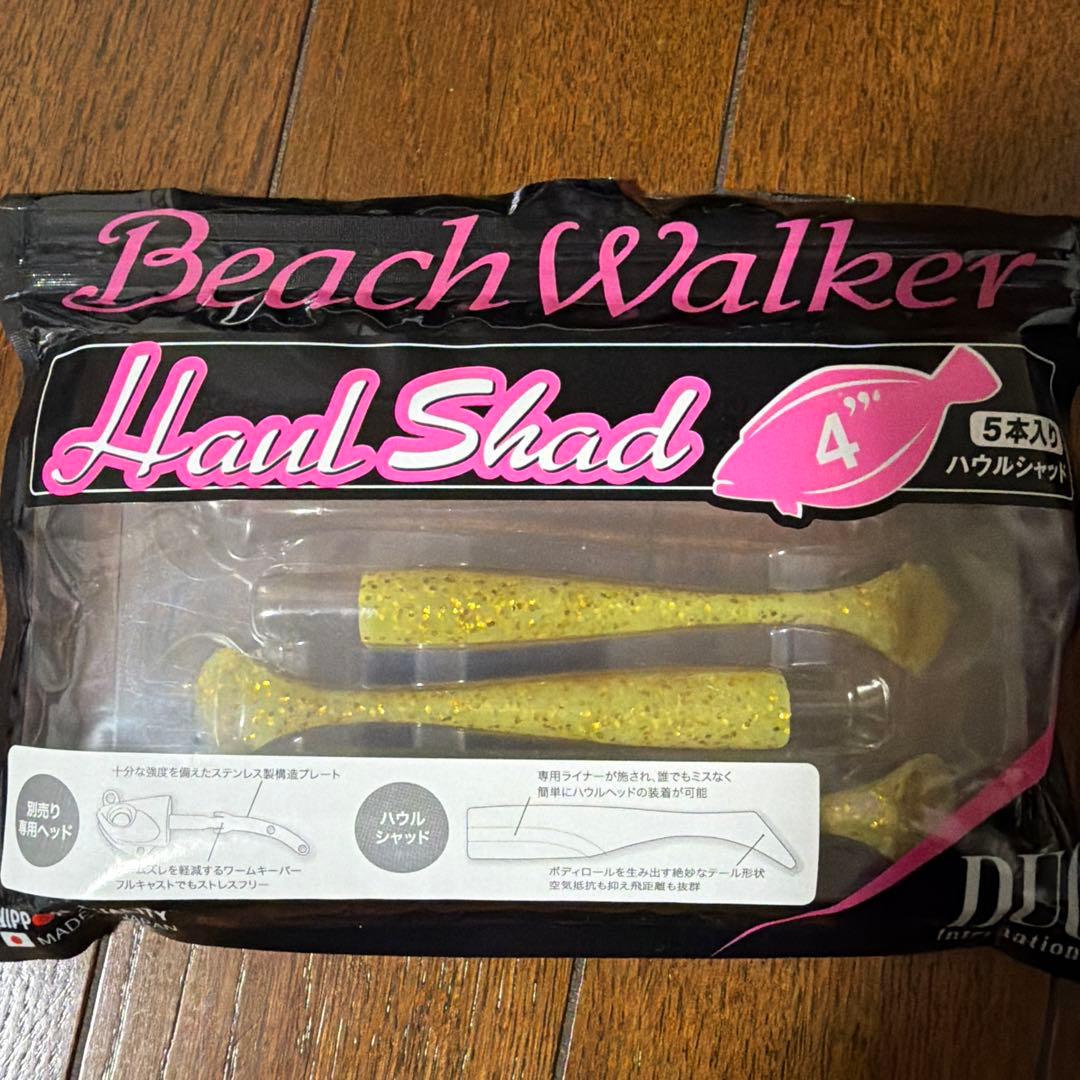 Beach Walker
Haul Shad
4
5本入り
ハウルシャッド
十分な強度を備えたステンレス製構造プレート
別売り
専用ヘッド
ムズレを軽減するワームキーパー
フルキャストでもストレスフリー
ハウル
シャッド
専用ライナーが施され、誰でもミスなく
簡単にハウルヘッドの装着が可能
ボディロールを生み出す絶妙なテール形状
空気抵抗も抑え飛距離も抜群
DUO
International